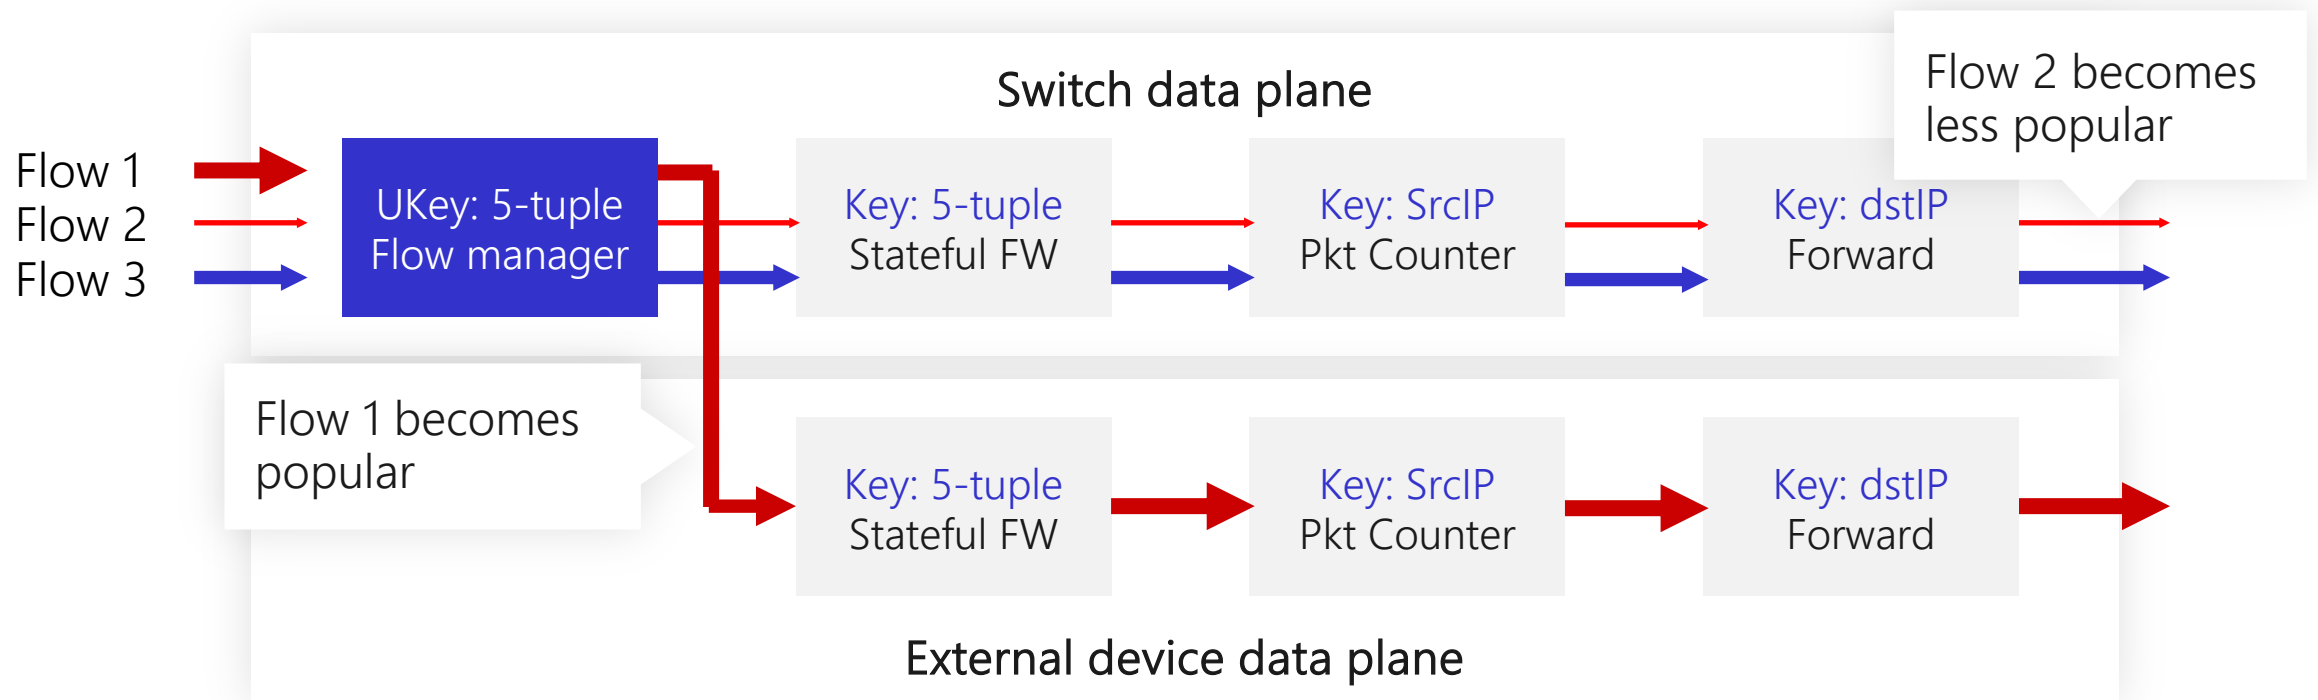 Switch data plane
Flow 2 becomes
less popular
Flow 1
Flow 2
Flow 3
UKey: 5-tuple
Flow manager
Key: 5-tuple
Stateful FW
Key: SrcIP
Pkt Counter
Key: dstIP
Forward
Flow 1 becomes
popular
Key: 5-tuple
Stateful FW
Key: SrcIP
Pkt Counter
Key: dstIP
Forward
External device data plane